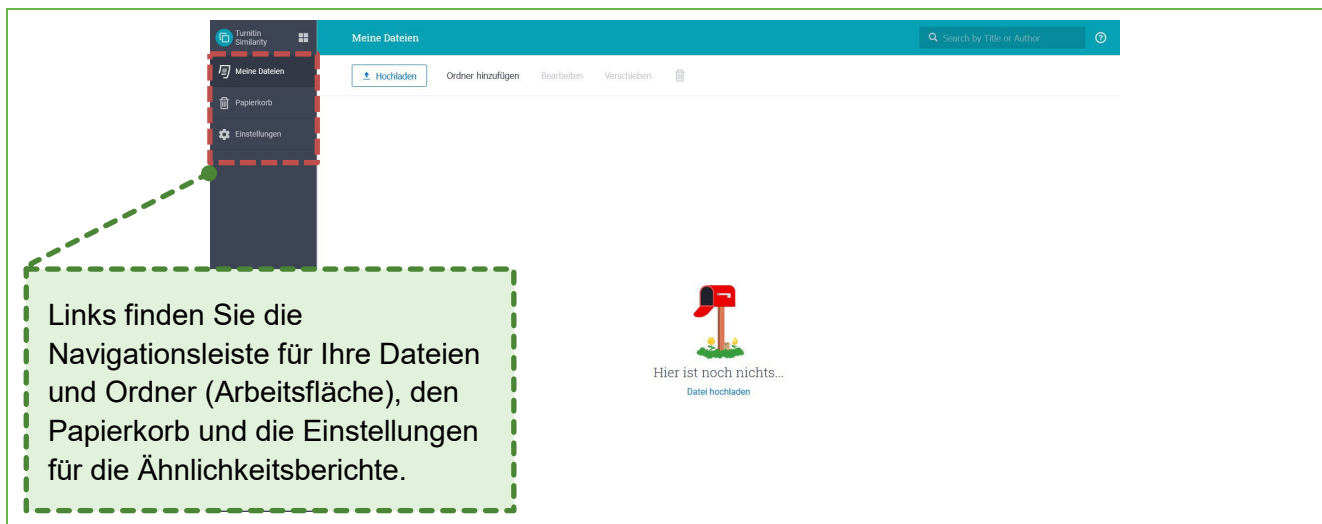 Turnitin
Similarity
Meine Dateien
Search by Title or Author
Meine Dateien
Hochladen
Ordner hinzufügen
Bearbeiten
Verschieben
Papierkorb
Einstellungen
Links finden Sie die
Navigationsleiste für Ihre Dateien
und Ordner (Arbeitsfläche), den
Papierkorb und die Einstellungen
für die Ähnlichkeitsberichte.
Hier ist noch nichts...
Datei hochladen